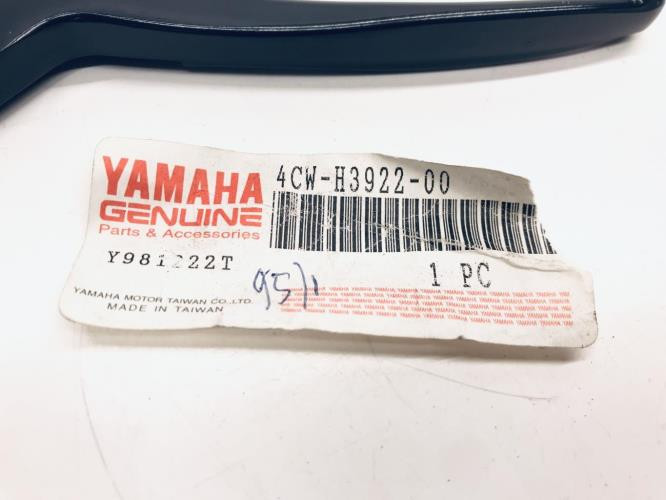 YAMAHA
GENUINE
Parts & Accessories
4CW-H3922-00
Y981222T
1 PC
95/1
YAMAHA MOTOR TAIWAN CO.,LTD.
MADE IN TAIWAN